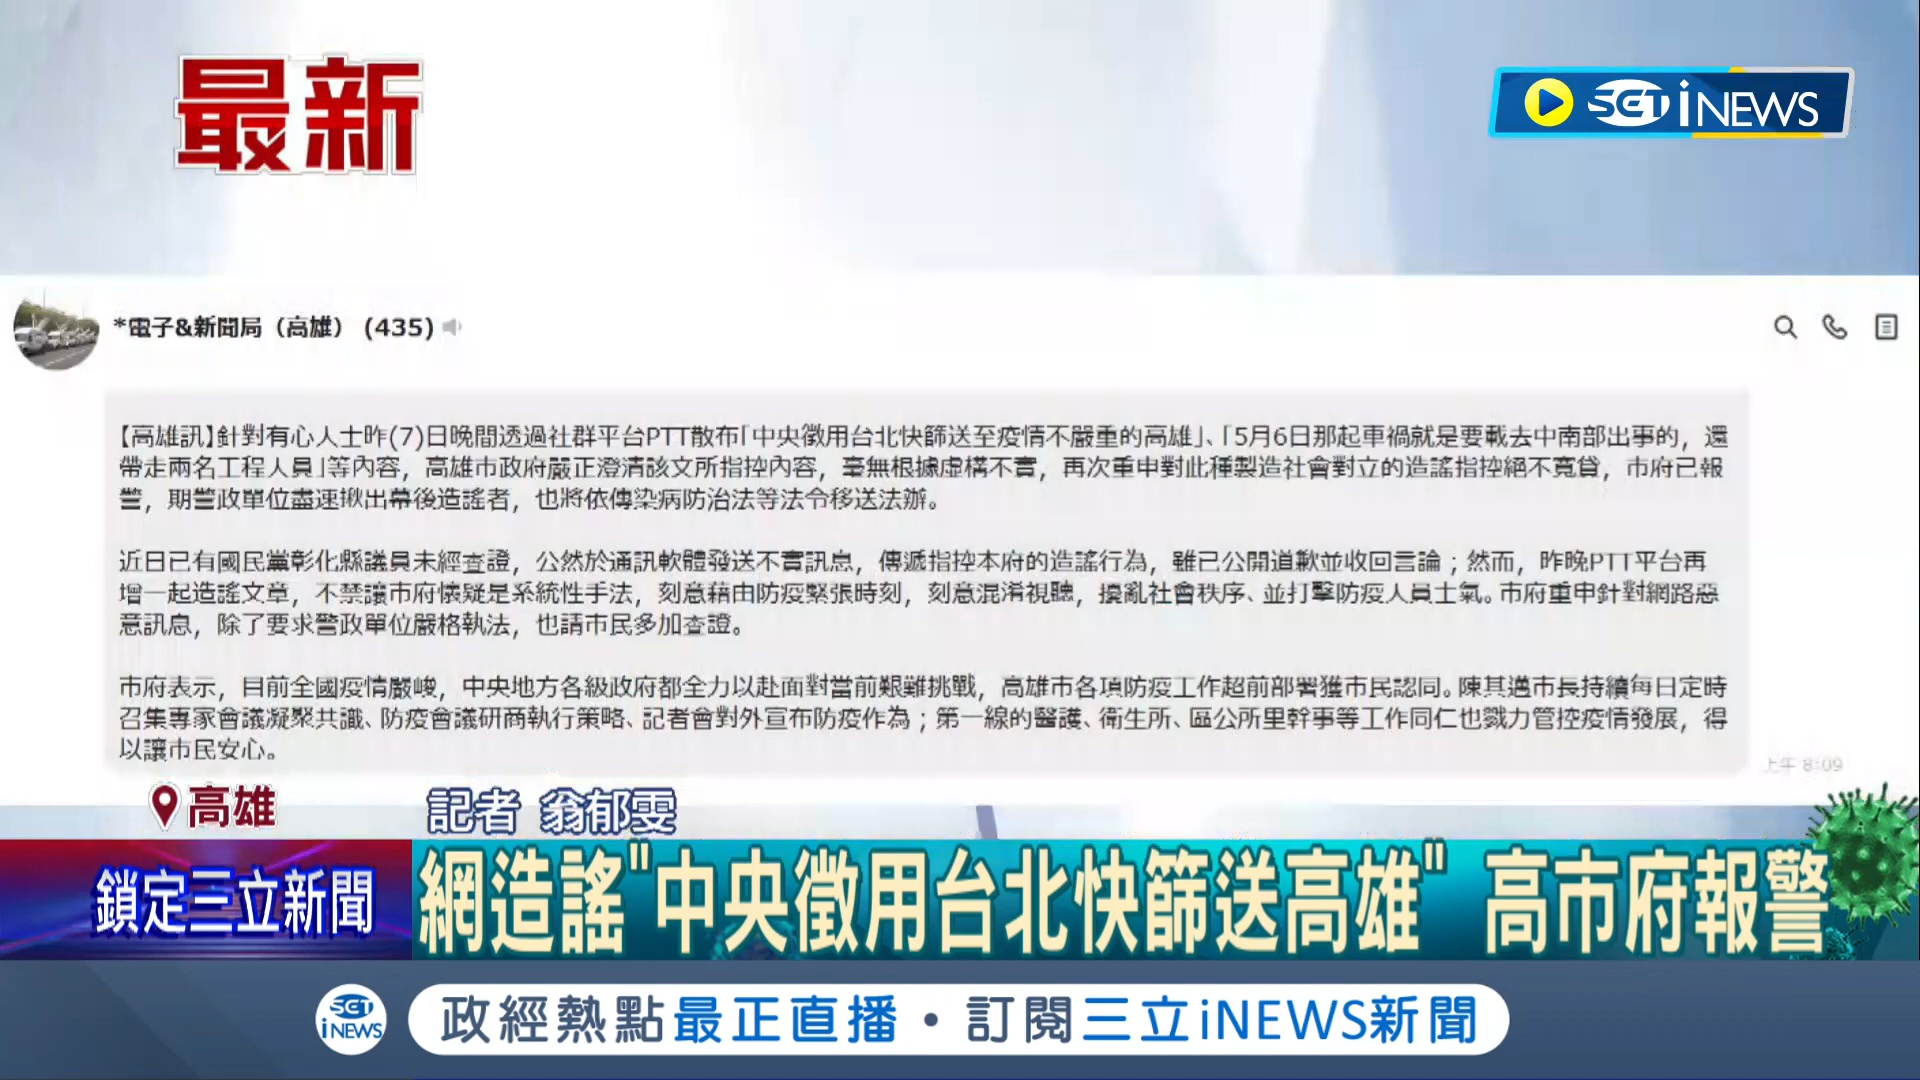 最新
SET iNEWS
*電子&新聞局（高雄） (435)
【高雄訊】針對有心人士昨(7)日晚間透過社群平台PTT散布「中央徵用台北快篩送至疫情不嚴重的高雄」、「5月6日那起車禍就是要載去中南部出事的，還
帶走兩名工程人員」等內容，高雄市政府嚴正澄清該文所指控內容，毫無根據虛構不實，再次重申對此種製造社會對立的造謠指控絕不寬貸，市府已報
警，期警政單位盡速揪出幕後造謠者，也將依傳染病防治法等法令移送法辦。
近日已有國民黨彰化縣議員未經查證，公然於通訊軟體發送不實訊息，傳遞指控本府的造謠行為，雖已公開道歉並收回言論；然而，昨晚PTT平台再
增一起造謠文章，不禁讓市府懷疑是系統性手法，刻意藉由防疫緊張時刻，刻意混淆視聽，擾亂社會秩序、並打擊防疫人員士氣。市府重申針對網路惡
意訊息，除了要求警政單位嚴格執法，也請市民多加查證。
市府表示，目前全國疫情嚴峻，中央地方各級政府都全力以赴面對當前艱難挑戰，高雄市各項防疫工作超前部署獲市民認同。陳其邁市長持續每日定時
召集專家會議凝聚共識、防疫會議研商執行策略、記者會對外宣布防疫作為；第一線的醫護、衛生所、區公所里幹事等工作同仁也戮力管控疫情發展，得
以讓市民安心。
上午 8:09
高雄
記者 翁郁雯
鎖定三立新聞
網造謠"中央徵用台北快篩送高雄" 高市府報警
SET iNEWS
政經熱點最正直播・訂閱三立iNEWS新聞